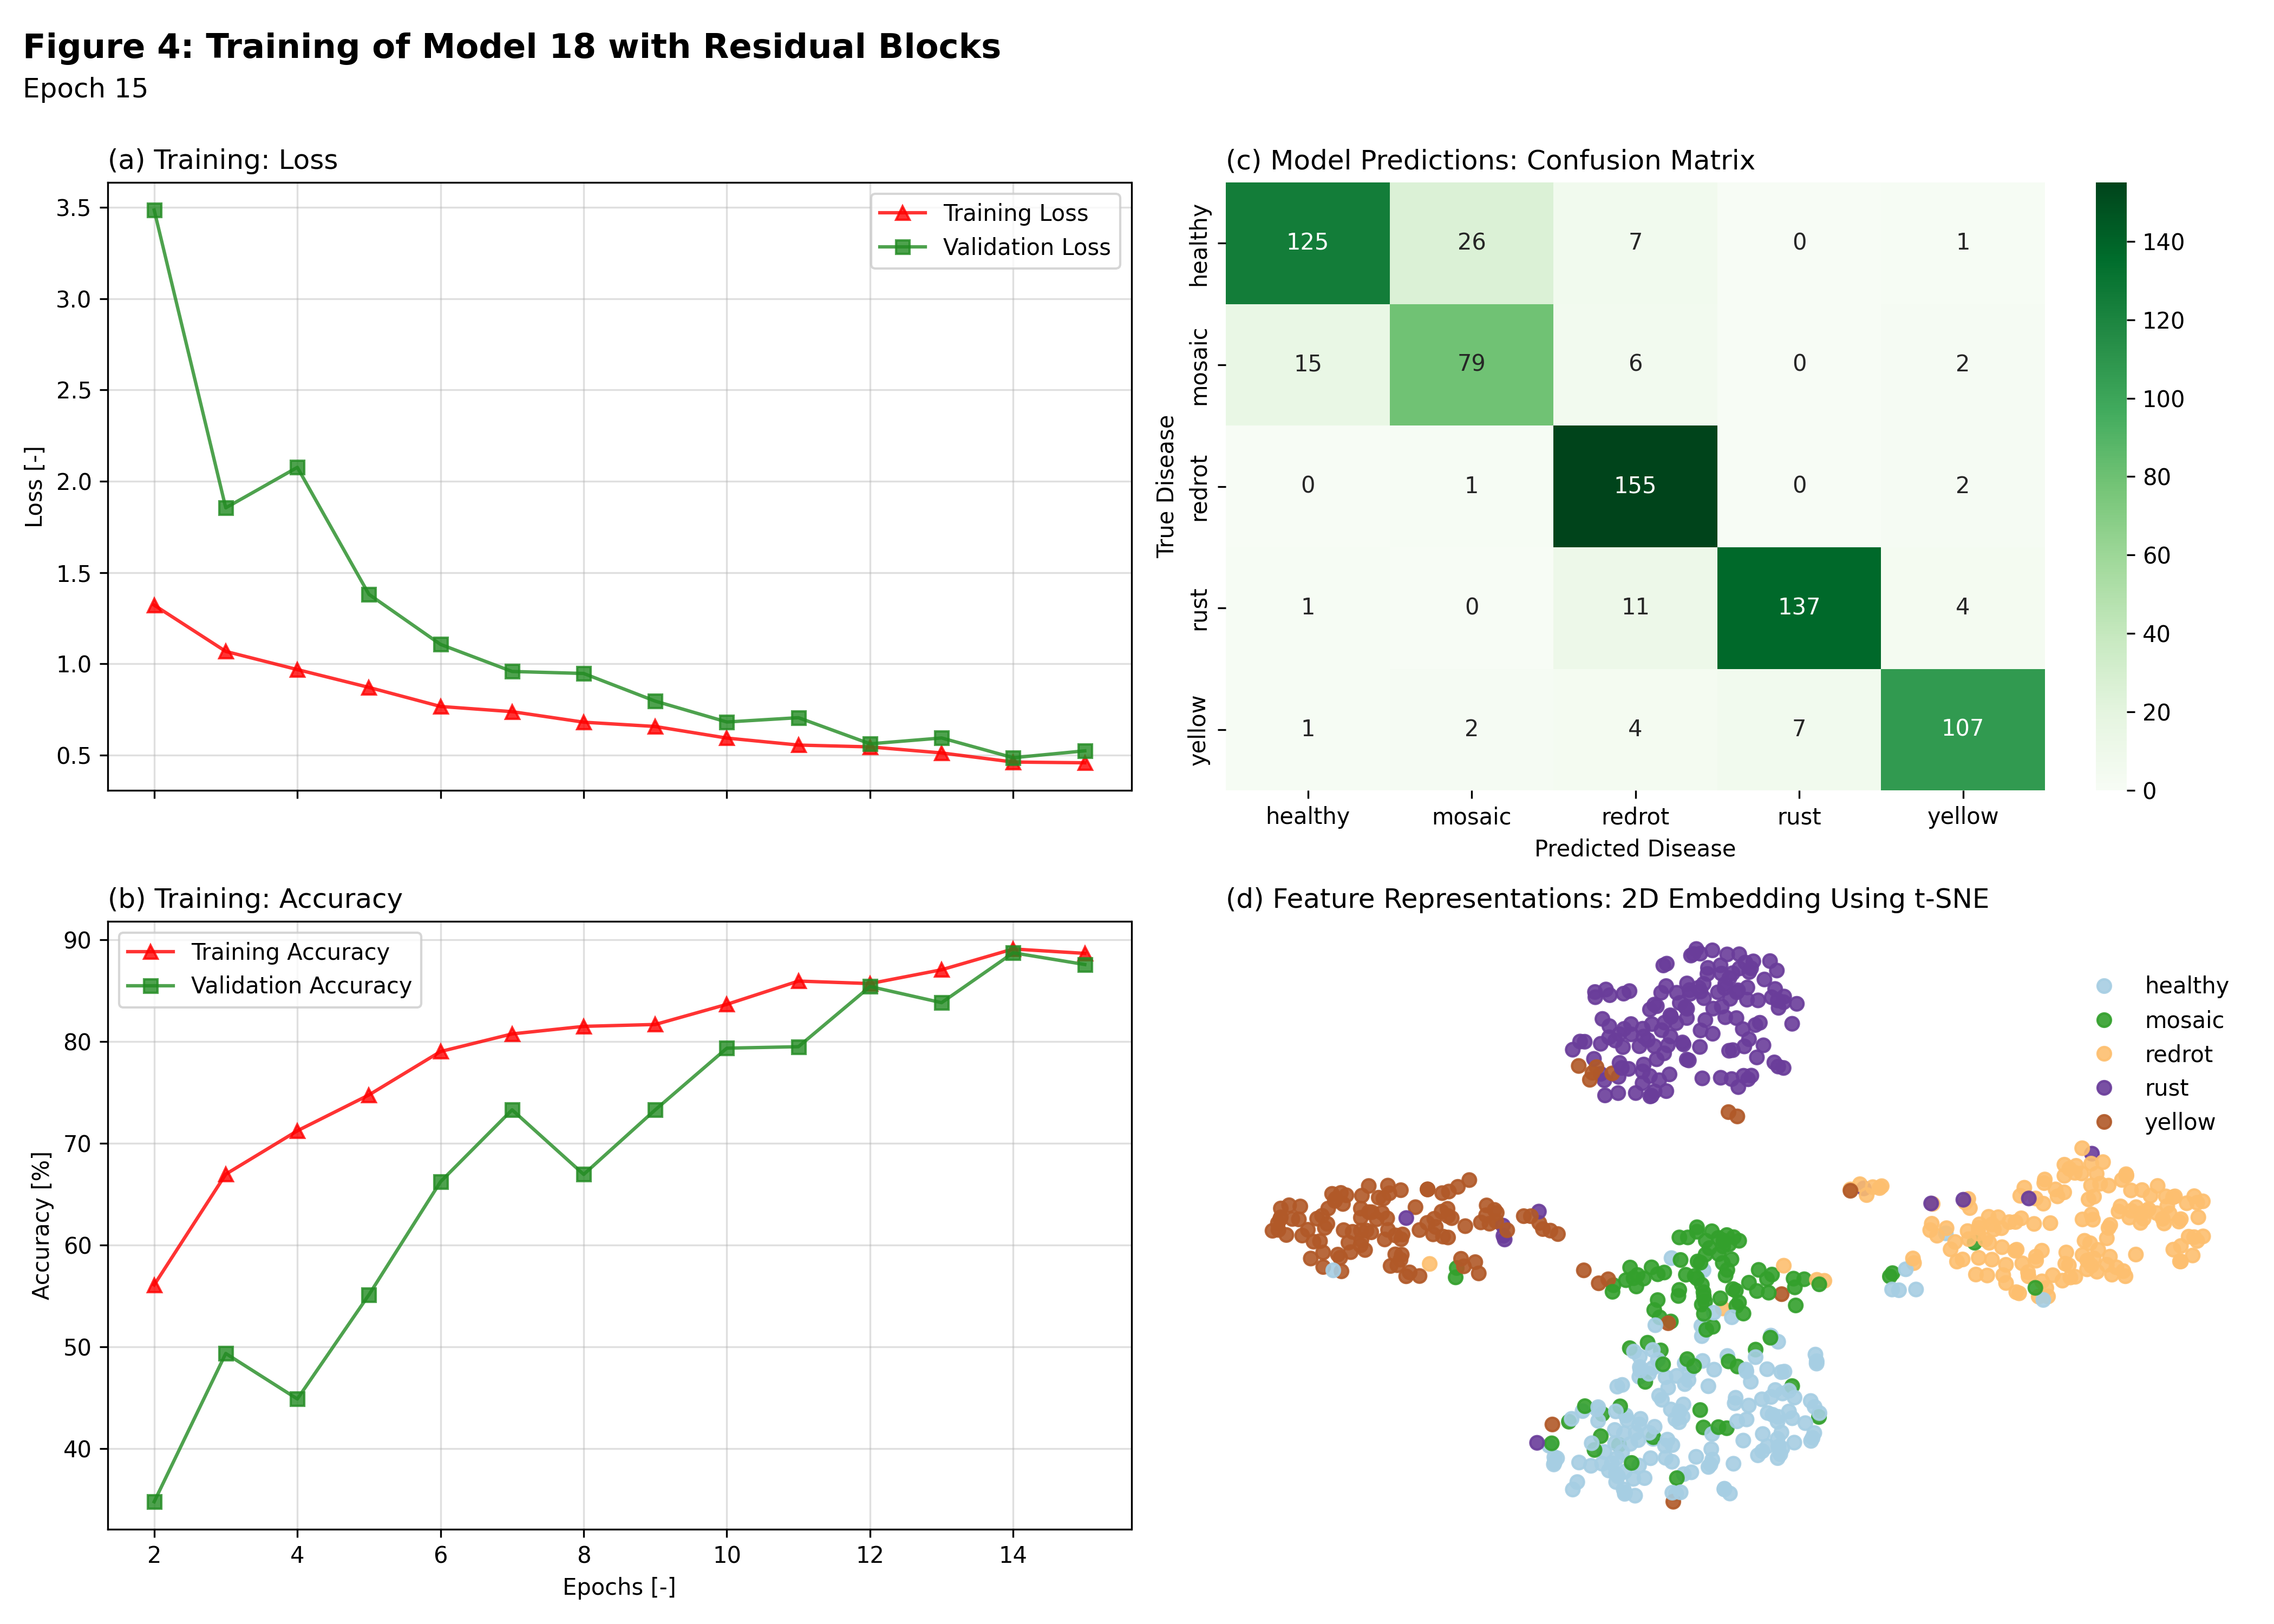 Figure 4: Training of Model 18 with Residual Blocks
Epoch 15
(a) Training: Loss
3.5
3.0
2.5
2.0
1.5
1.0
0.5
Loss [-]
Training Loss
Validation Loss
(b) Training: Accuracy
90
80
70
60
50
40
Accuracy [%]
Training Accuracy
Validation Accuracy
2 4 6 8 10 12 14
Epochs [-]
(c) Model Predictions: Confusion Matrix
True Disease
healthy 125 26 7 0 1
mosaic 15 79 6 0 2
redrot 0 1 155 0 2
rust 1 0 11 137 4
yellow 1 2 4 7 107
healthy mosaic redrot rust yellow
Predicted Disease
140
120
100
80
60
40
20
0
(d) Feature Representations: 2D Embedding Using t-SNE
healthy
mosaic
redrot
rust
yellow